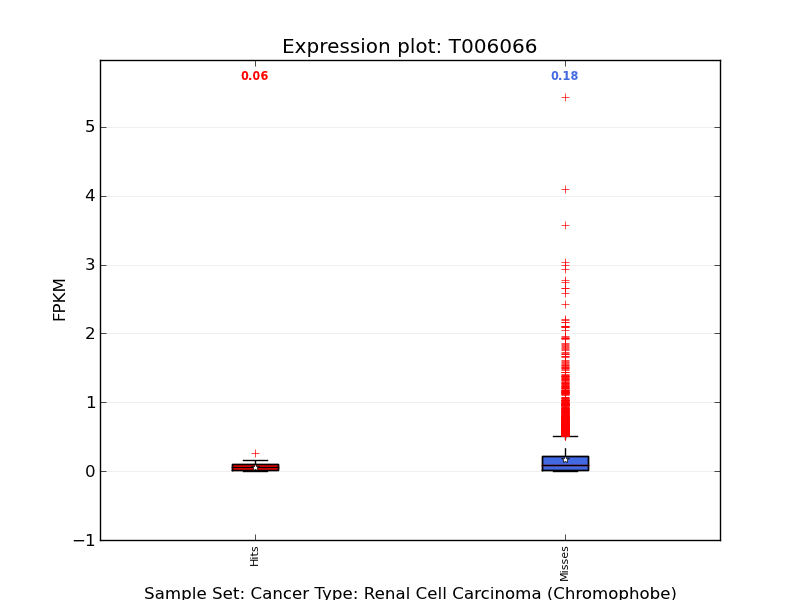 Expression plot: T006066
0.06 0.18
5
4
3
2
1
0
−1
FPKM
Hits Misses
Sample Set: Cancer Type: Renal Cell Carcinoma (Chromophobe)